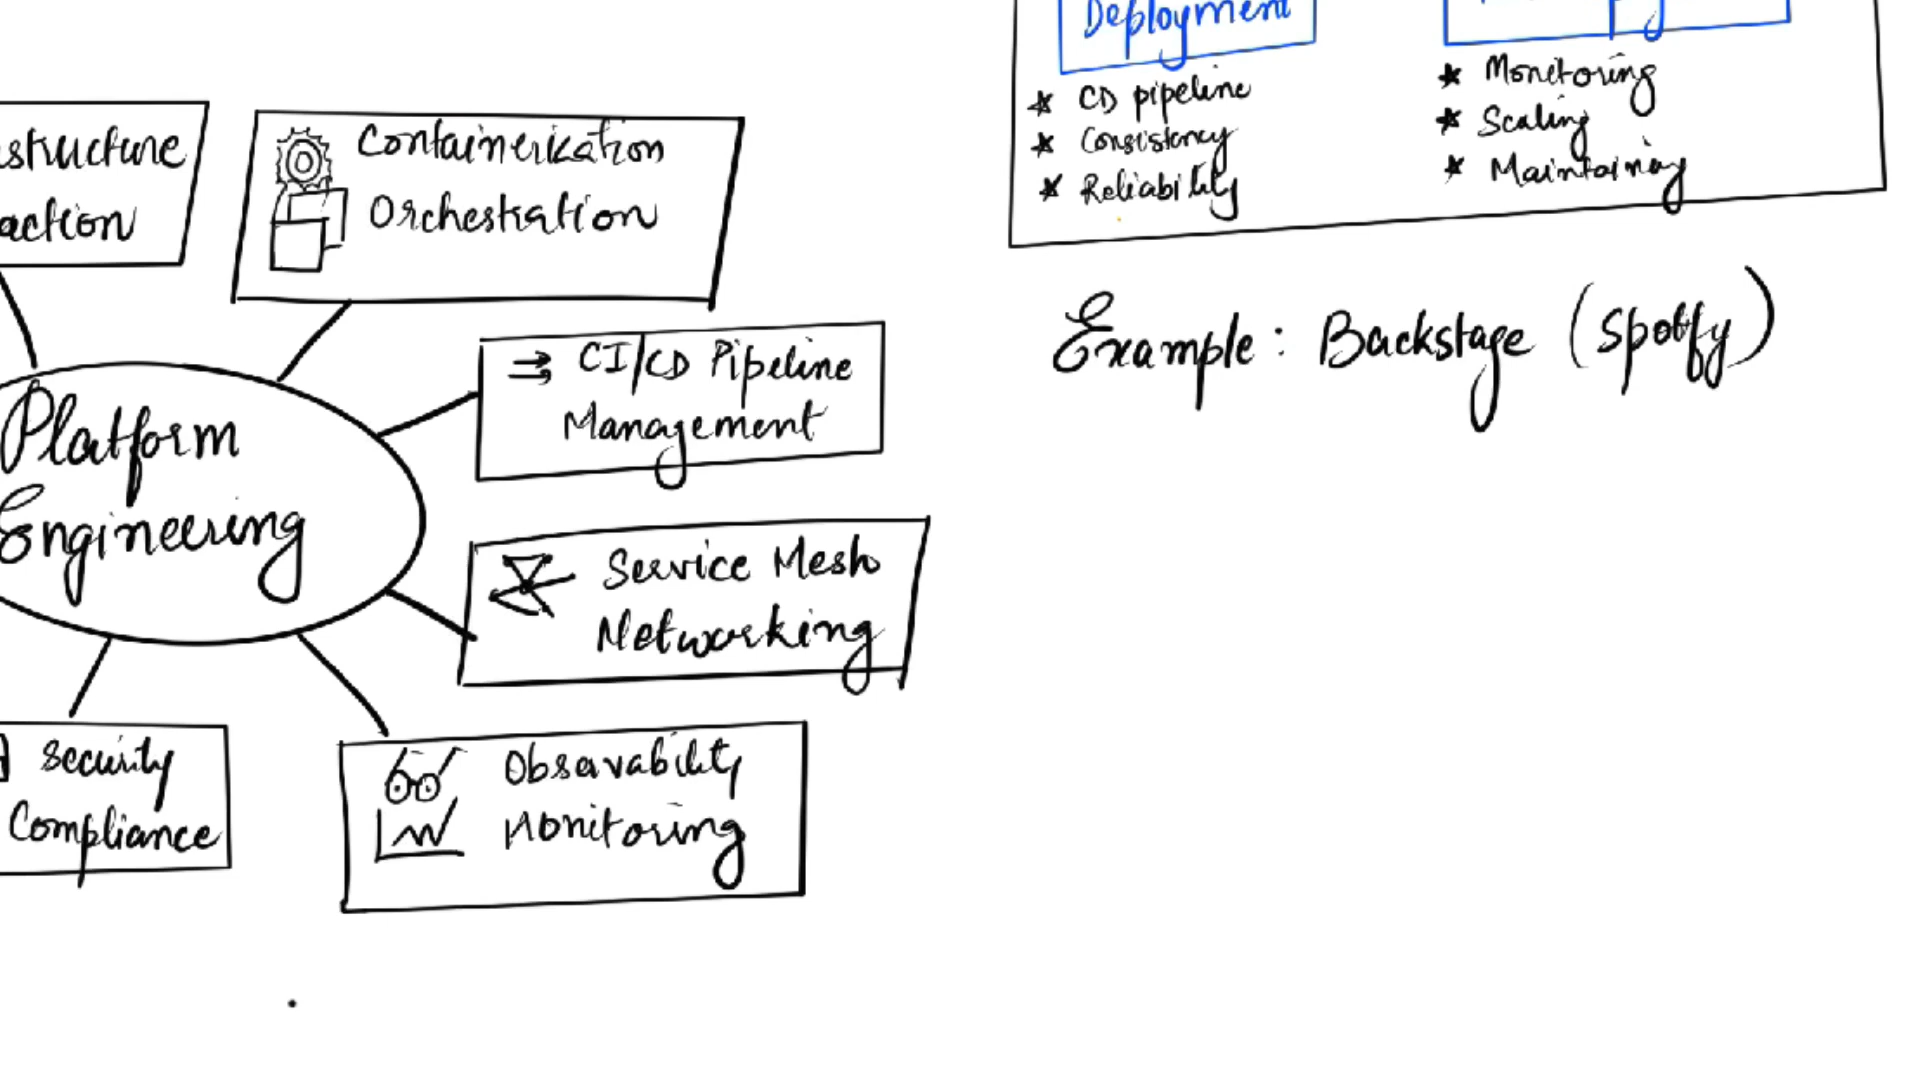 structure
action
Containerization
Orchestration
CI/CD Pipeline
Management
Platform
Engineering
Service Mesh
Networking
Security
Compliance
Observability
Monitoring
Deployment
CD pipeline
Consistency
Reliability
Monitoring
Scaling
Maintaining
Example: Backstage (Spotfy)